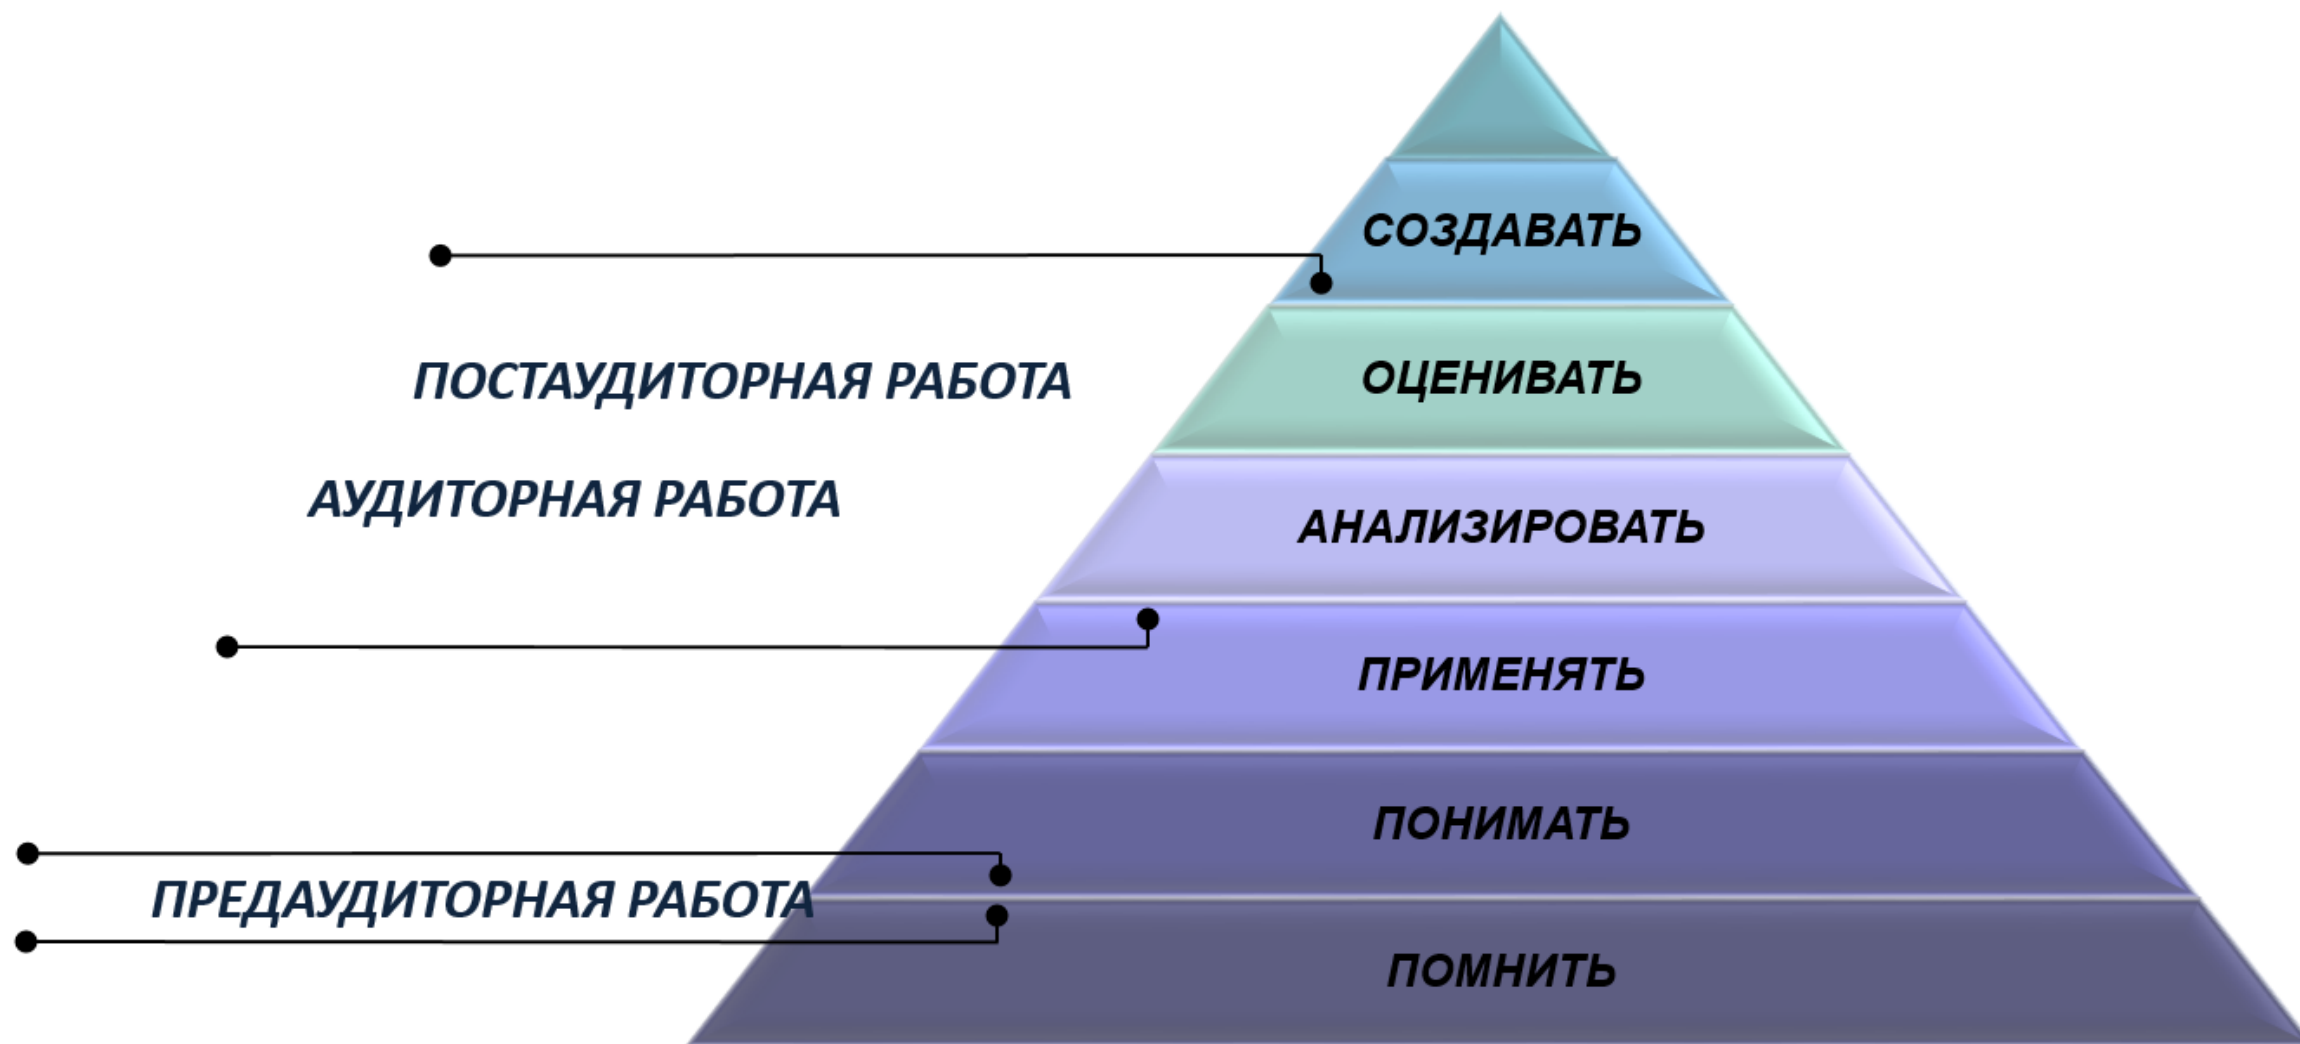 СОЗДАВАТЬ
ПОСТАУДИТОРНАЯ РАБОТА
ОЦЕНИВАТЬ
АУДИТОРНАЯ РАБОТА
АНАЛИЗИРОВАТЬ
ПРИМЕНЯТЬ
ПОНИМАТЬ
ПРЕДАУДИТОРНАЯ РАБОТА
ПОМНИТЬ